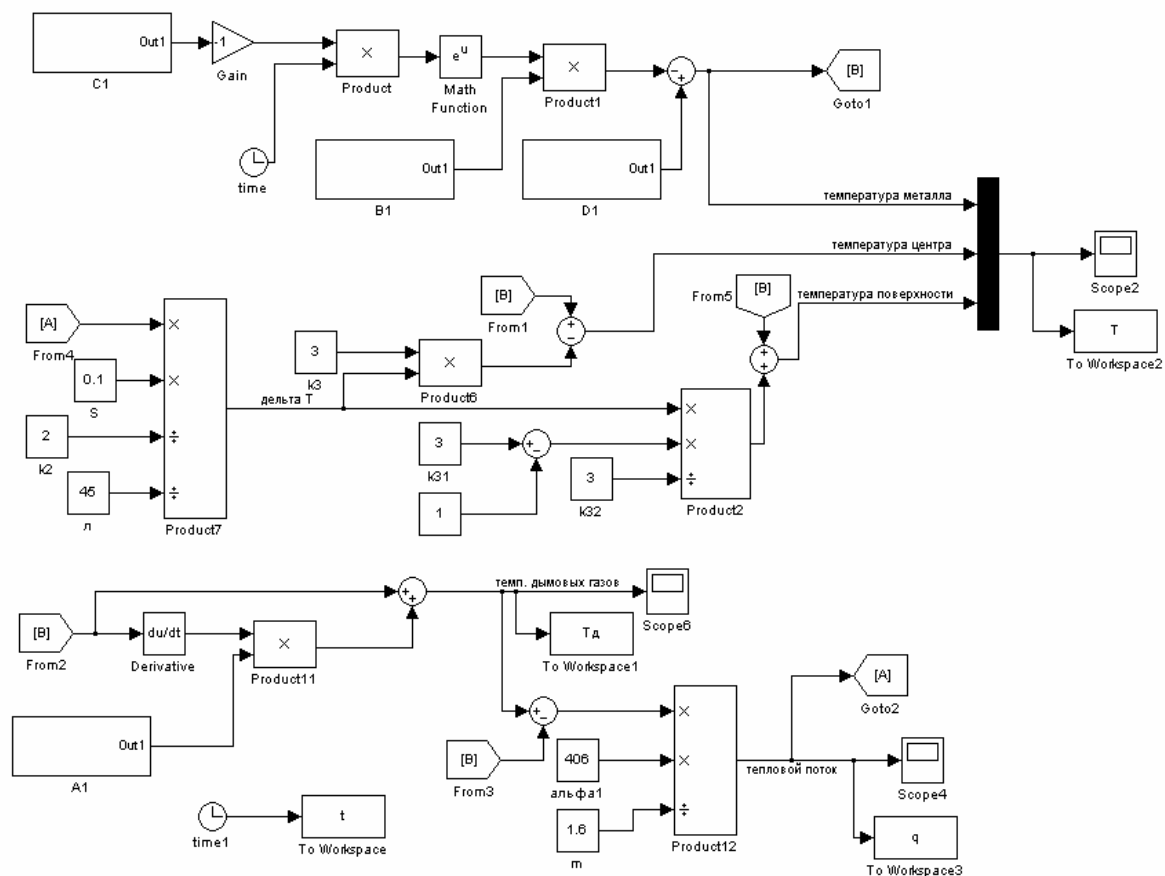 Out1
C1
-1
Gain
×
Product
e^u
Math
Function
×
Product1
-
+
[B]
Goto1
time
Out1
B1
Out1
D1
температура металла
температура центра
температура поверхности
Scope2
T
To Workspace2
[A]
From4
0.1
S
2
k2
45
л
×
×
÷
÷
Product7
дельта Т
3
k3
×
Product6
[B]
From1
+
−
[B]
From5
+
+
3
k31
1
+
−
3
k32
×
×
÷
Product2
[B]
From2
du/dt
Derivative
×
Product11
+
+
Out1
A1
темп. дымовых газов
Scope6
Тд
To Workspace1
+
−
[B]
From3
406
альфа1
1.6
m
×
×
÷
Product12
тепловой поток
[A]
Goto2
Scope4
q
To Workspace3
time1
t
To Workspace